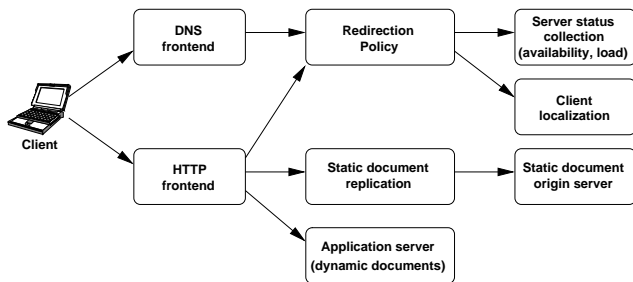 DNS
frontend
Redirection
Policy
Server status
collection
(availability, load)
Client
localization
Client
HTTP
frontend
Static document
replication
Static document
origin server
Application server
(dynamic documents)